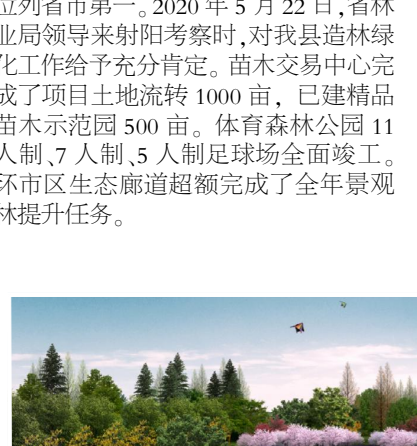 位列省市第一。2020 年 5 月 22 日,省林
业局领导来射阳考察时,对我县造林绿
化工作给予充分肯定。苗木交易中心完
成了项目土地流转 1000 亩，已建精品
苗木示范园 500 亩。体育森林公园 11
人制、7 人制、5 人制足球场全面竣工。
环市区生态廊道超额完成了全年景观
林提升任务。